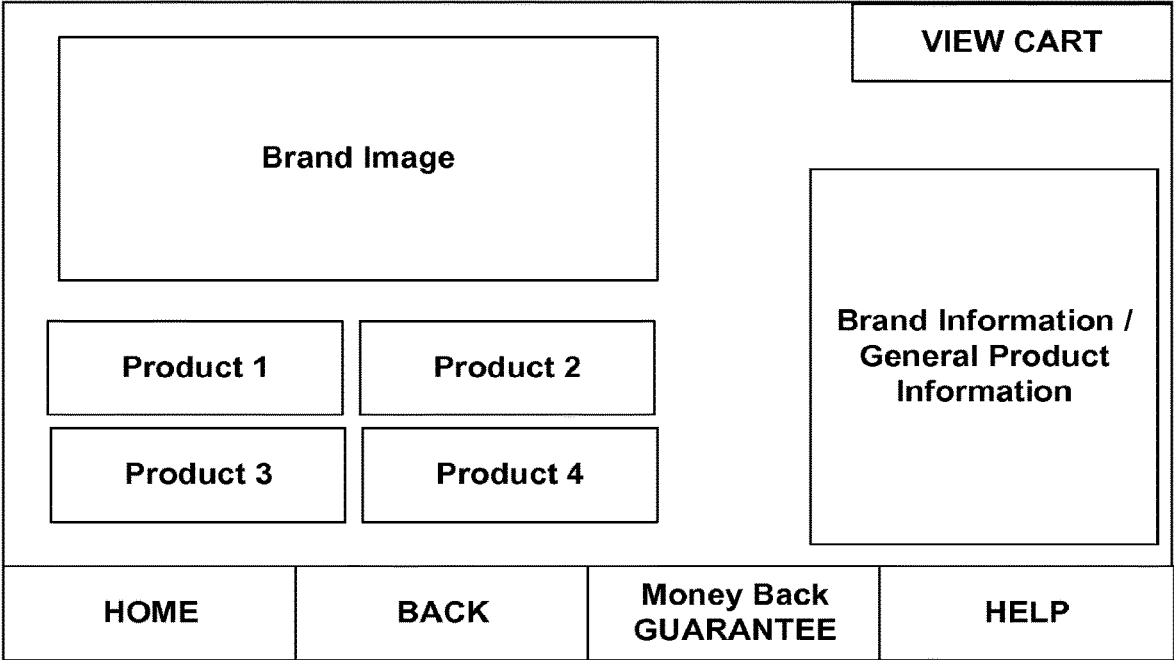 VIEW CART
Brand Image
Brand Information /
General Product
Information
Product 1
Product 2
Product 3
Product 4
HOME
BACK
Money Back
GUARANTEE
HELP